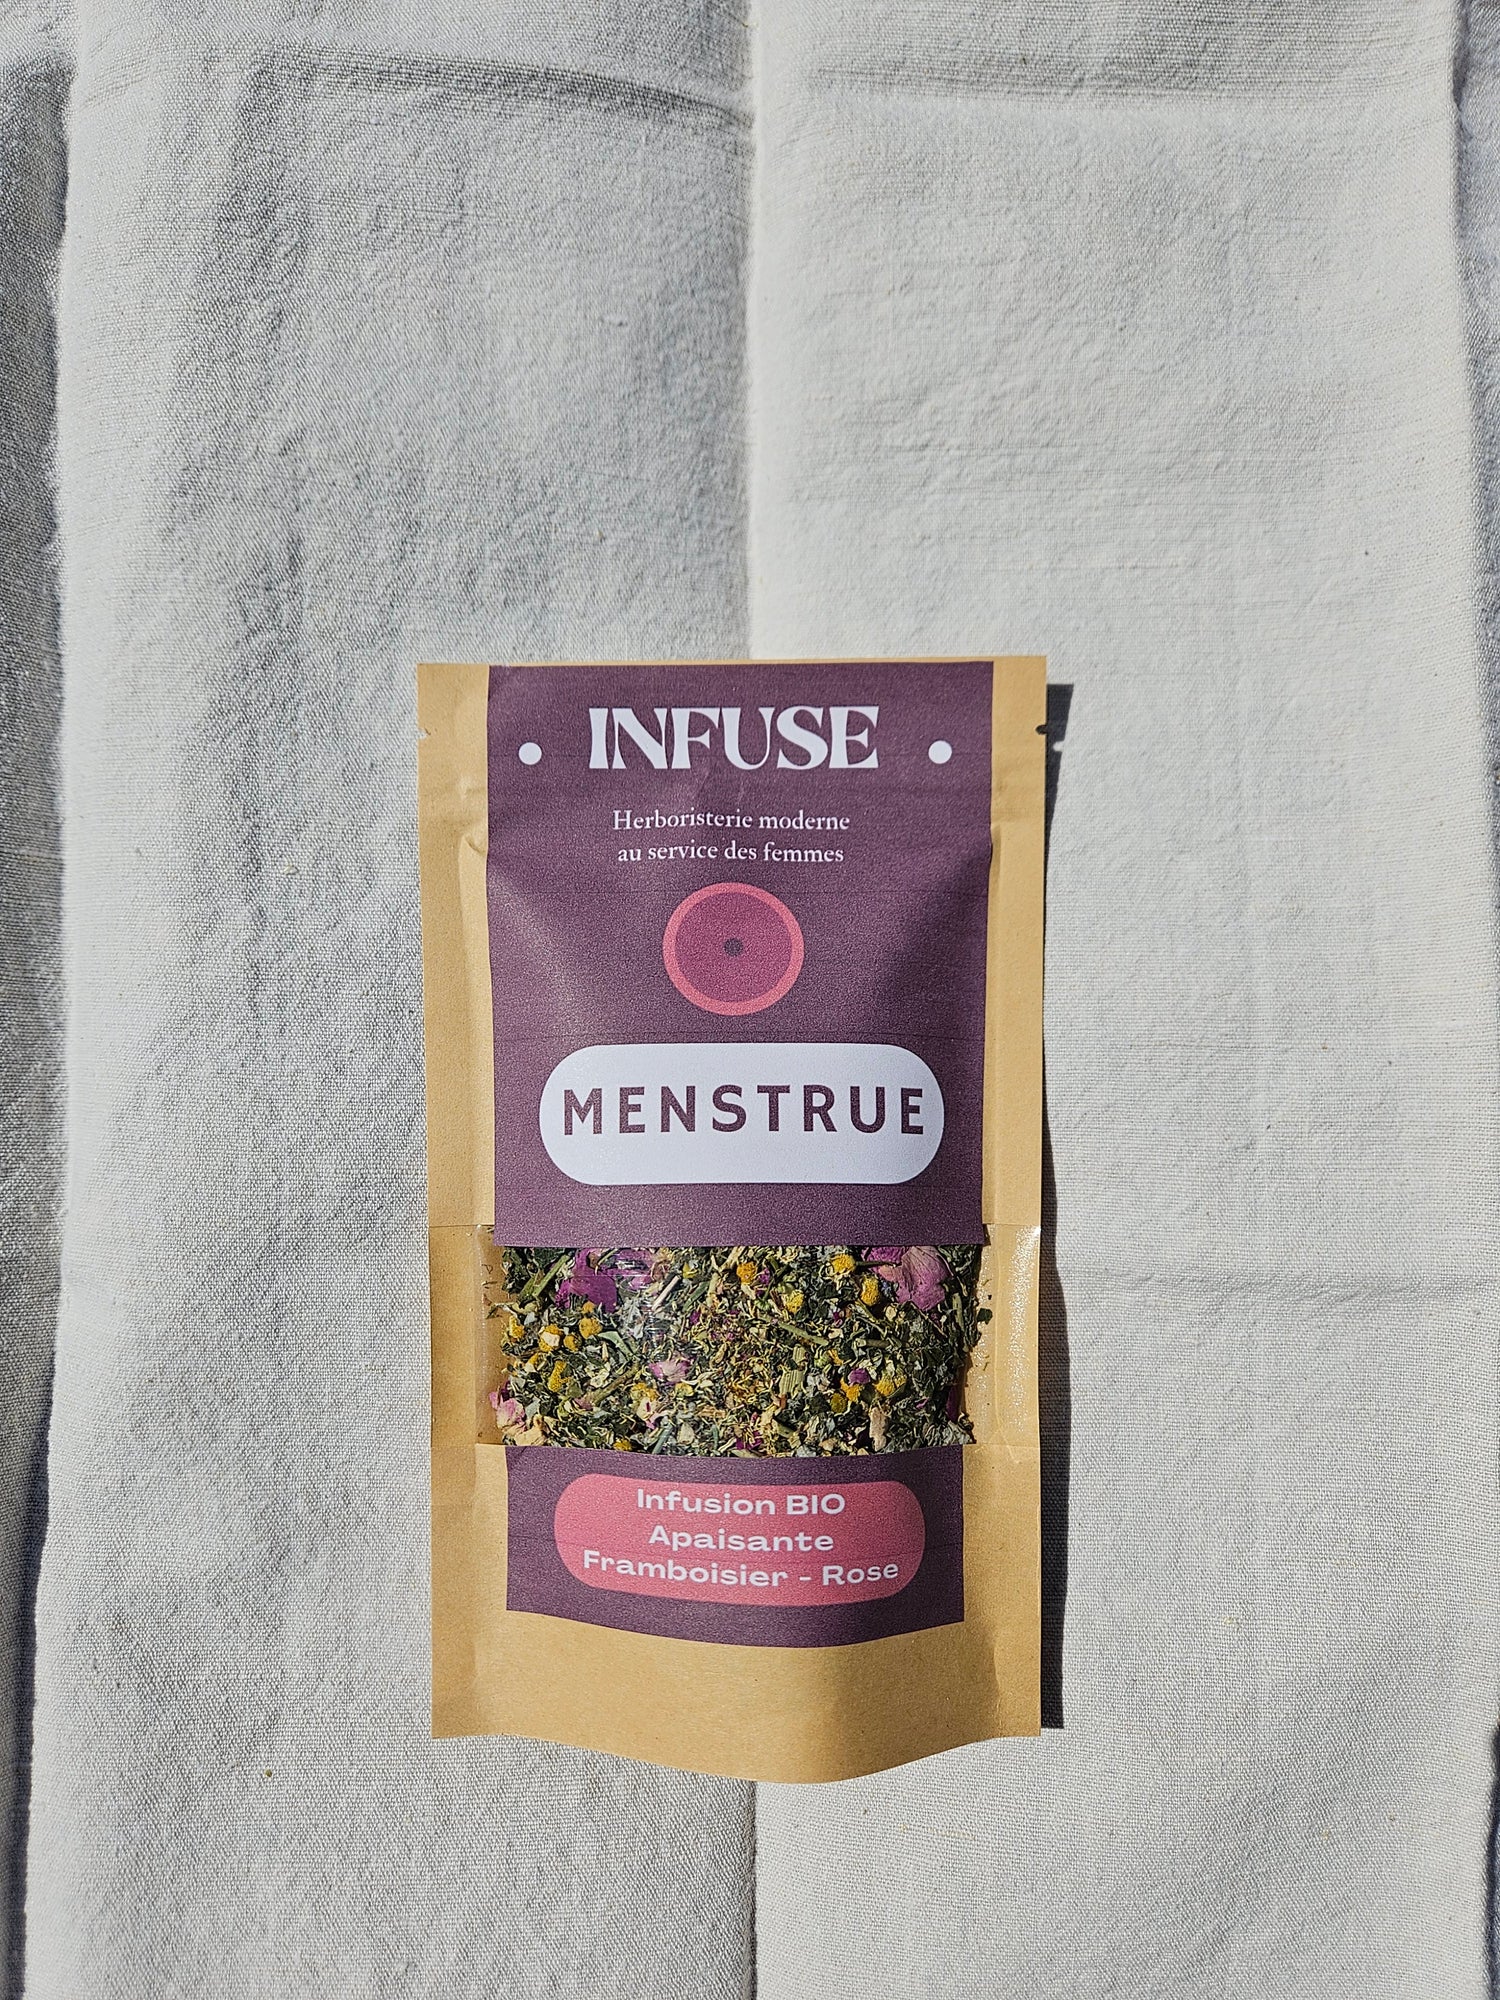 INFUSE
Herboristerie moderne
au service des femmes
MENSTRUE
Infusion BIO
Apaisante
Framboisier - Rose